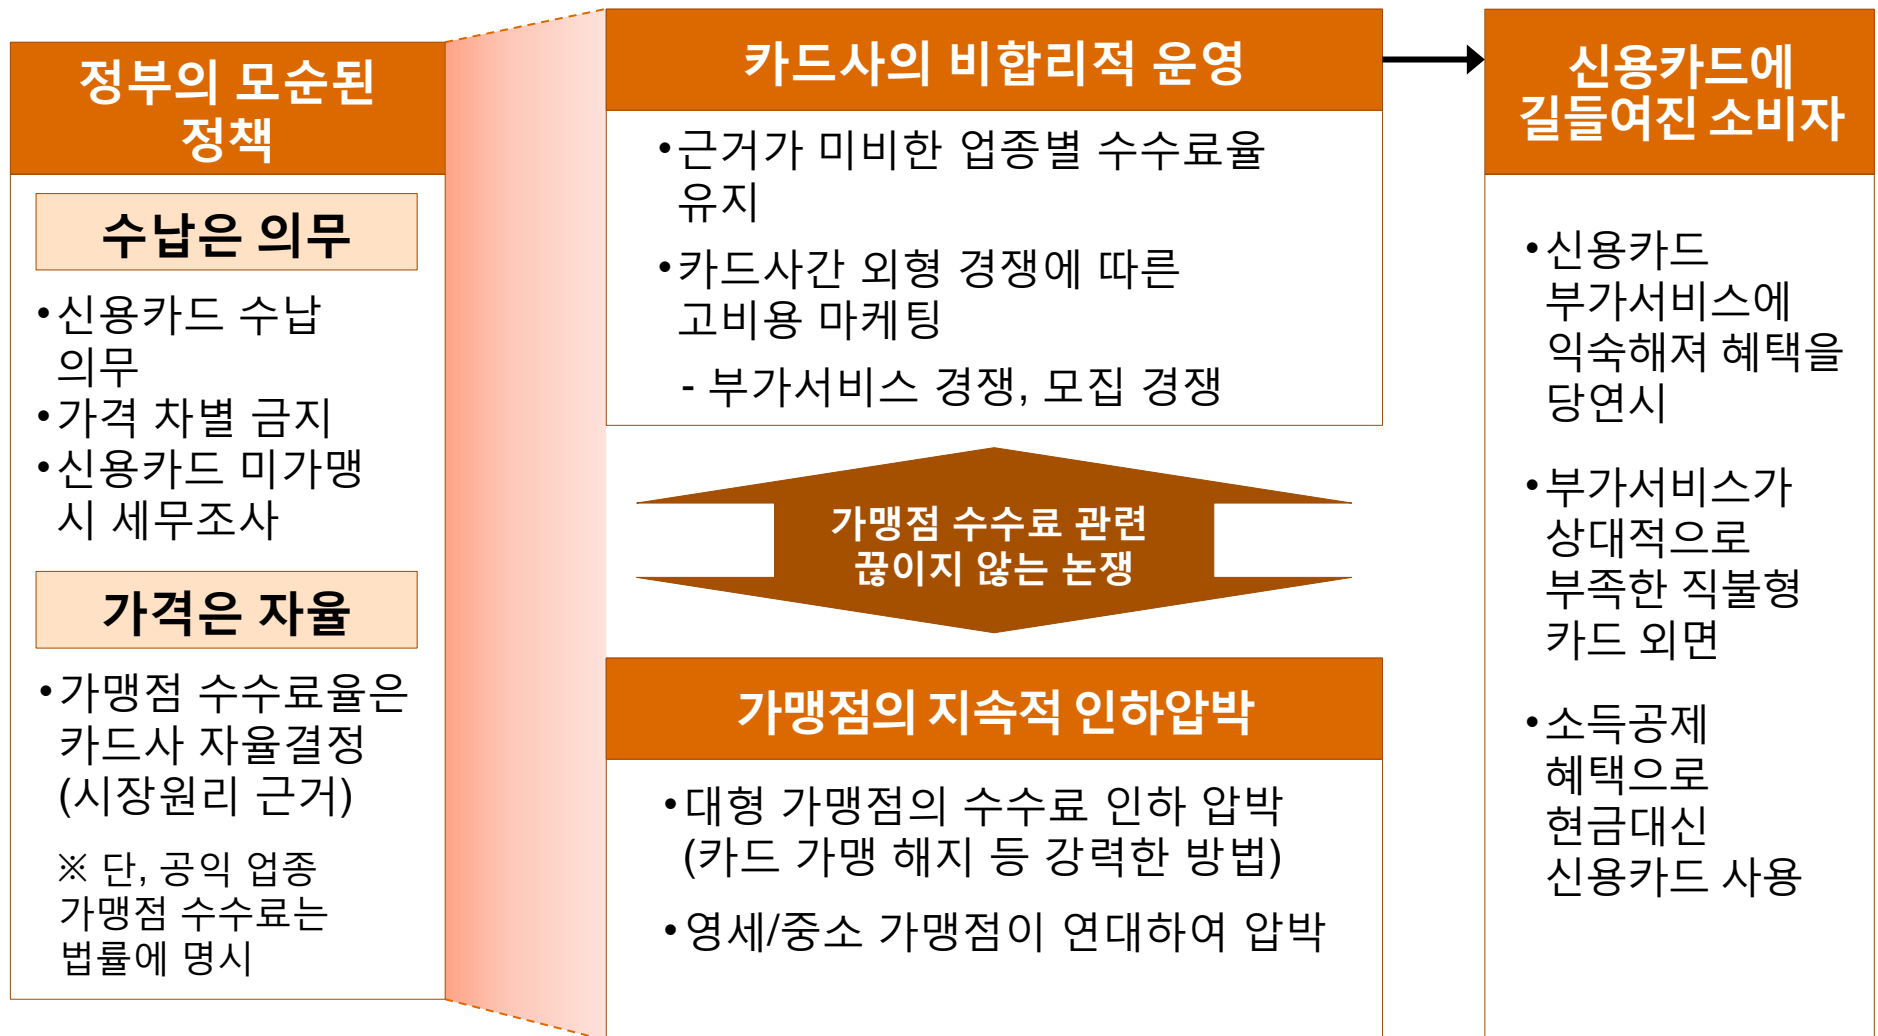 정부의 모순된
정책
수납은 의무
•신용카드 수납
의무
•가격 차별 금지
•신용카드 미가맹
시 세무조사
가격은 자율
•가맹점 수수료율은
카드사 자율결정
(시장원리 근거)
※ 단, 공익 업종
가맹점 수수료는
법률에 명시
카드사의 비합리적 운영
•근거가 미비한 업종별 수수료율
유지
•카드사간 외형 경쟁에 따른
고비용 마케팅
- 부가서비스 경쟁, 모집 경쟁
가맹점 수수료 관련
끊이지 않는 논쟁
가맹점의 지속적 인하압박
•대형 가맹점의 수수료 인하 압박
(카드 가맹 해지 등 강력한 방법)
•영세/중소 가맹점이 연대하여 압박
신용카드에
길들여진 소비자
•신용카드
부가서비스에
익숙해져 혜택을
당연시
•부가서비스가
상대적으로
부족한 직불형
카드 외면
•소득공제
혜택으로
현금대신
신용카드 사용